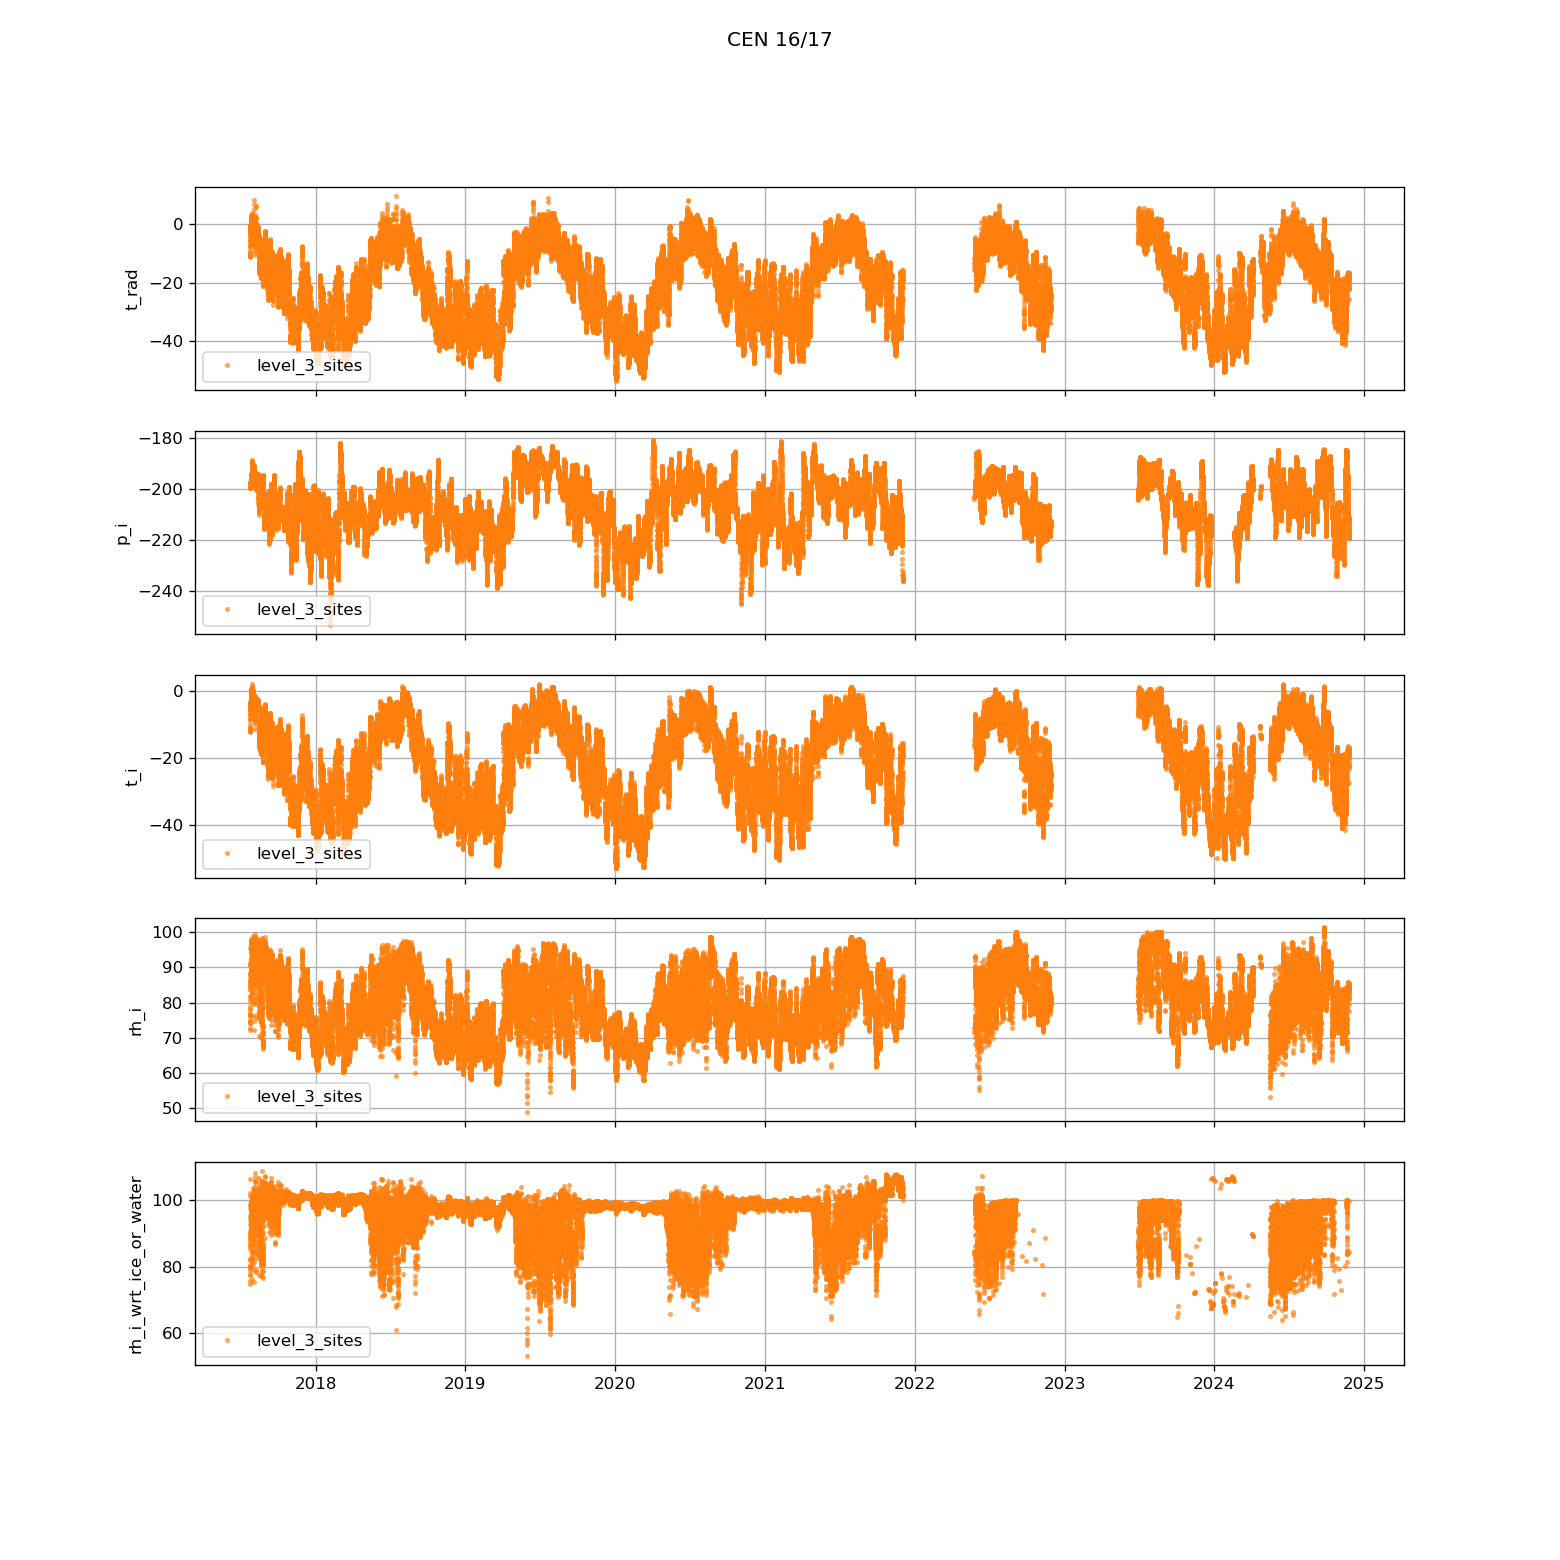 CEN 16/17
0
−20
−40
t_rad
level_3_sites
−180
−200
−220
−240
p_i
level_3_sites
0
−20
−40
t_i
level_3_sites
100
90
80
70
60
50
rh_i
level_3_sites
100
80
60
rh_i_wrt_ice_or_water
level_3_sites
2018 2019 2020 2021 2022 2023 2024 2025